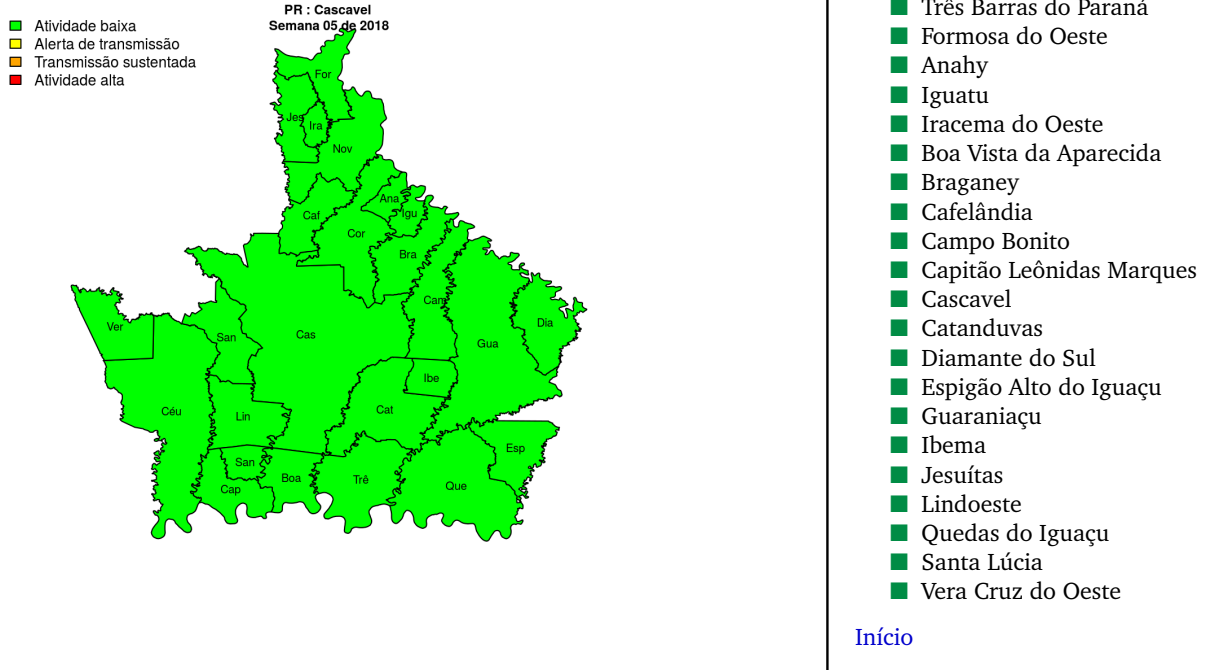 PR : Cascavel
Semana 05 de 2018
Atividade baixa
Alerta de transmissão
Transmissão sustentada
Atividade alta
For
Jes
Ira
Nov
Ana
Caf
Igu
Cor
Bra
Cam
Ver
San
Cas
Dia
Gua
Ibe
Céu
Lin
Cat
San
Esp
Cap
Boa
Trê
Que
Três Barras do Paraná
Formosa do Oeste
Anahy
Iguatu
Iracema do Oeste
Boa Vista da Aparecida
Braganey
Cafelândia
Campo Bonito
Capitão Leônidas Marques
Cascavel
Catanduvas
Diamante do Sul
Espigão Alto do Iguaçu
Guaraniaçu
Ibema
Jesuítas
Lindoeste
Quedas do Iguaçu
Santa Lúcia
Vera Cruz do Oeste
Início